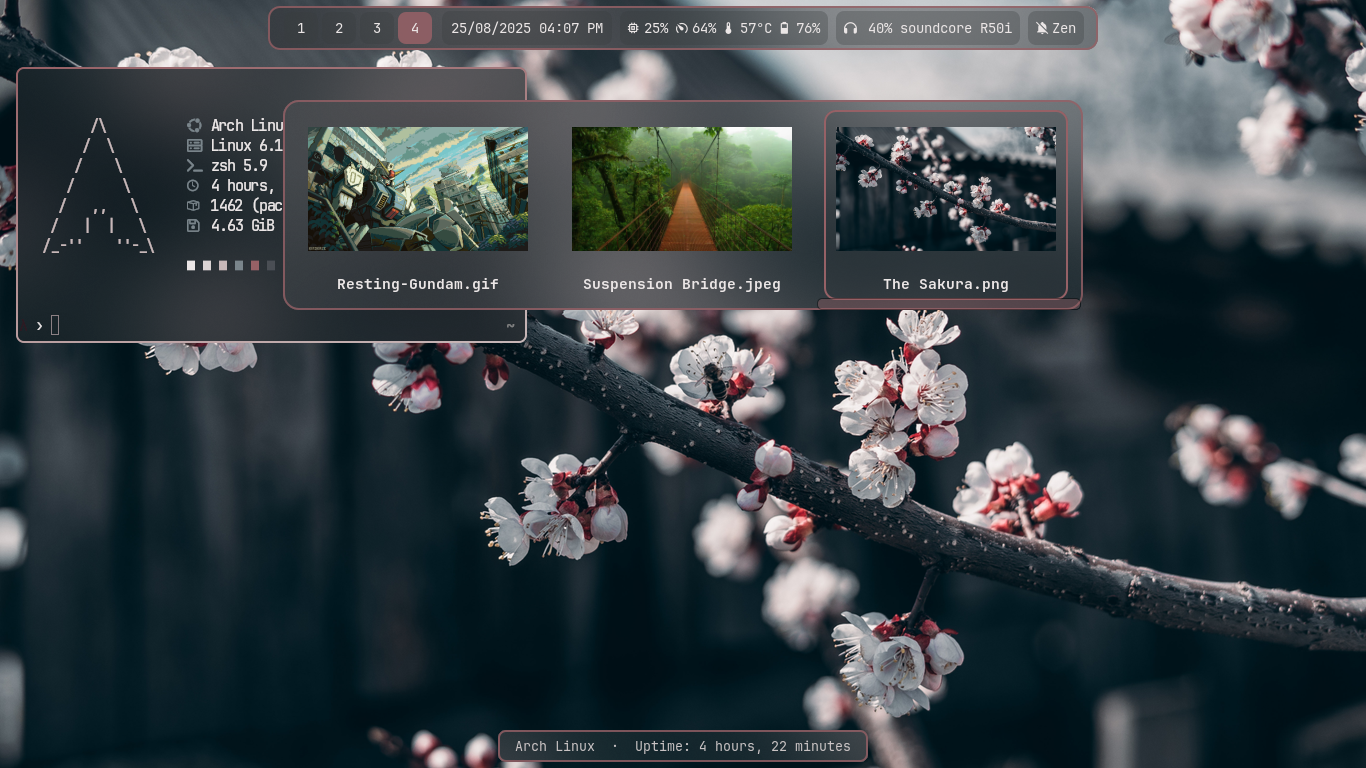 1 2 3 4 25/08/2025 04:07 PM 25% 64% 57°C 76% 40% soundcore R50i Zen
Arch Linu
Linux 6.1
zsh 5.9
4 hours,
1462 (pac
4.63 GiB
❯ ~
Resting-Gundam.gif Suspension Bridge.jpeg The Sakura.png
Arch Linux · Uptime: 4 hours, 22 minutes